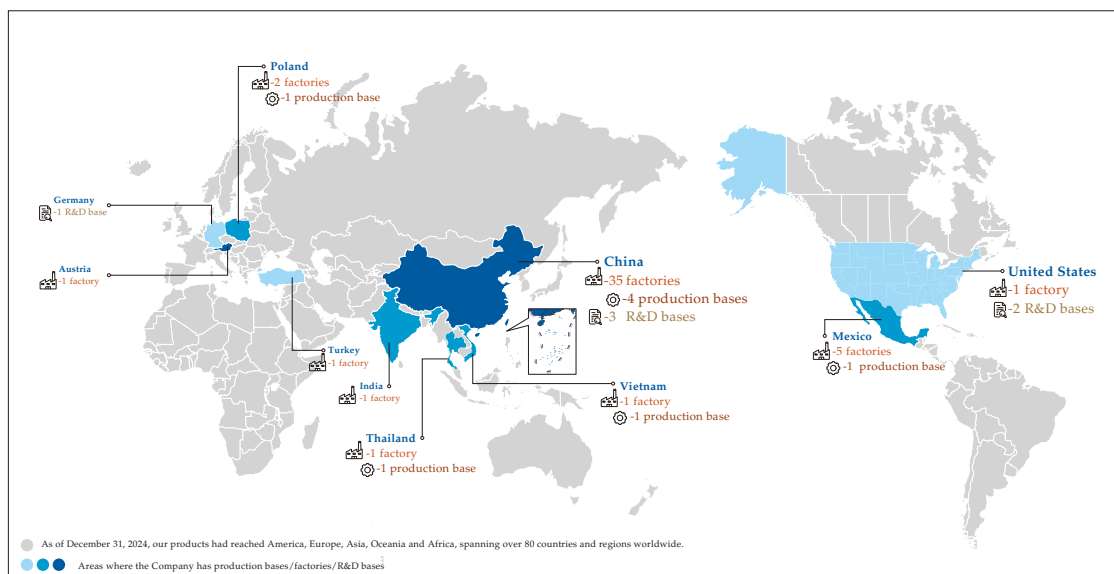 Poland
-2 factories
-1 production base
Germany
-1 R&D base
Austria
-1 factory
China
-35 factories
-4 production bases
-3 R&D bases
United States
-1 factory
-2 R&D bases
Mexico
-5 factories
-1 production base
Turkey
-1 factory
India
-1 factory
Vietnam
-1 factory
-1 production base
Thailand
-1 factory
-1 production base
As of December 31, 2024, our products had reached America, Europe, Asia, Oceania and Africa, spanning over 80 countries and regions worldwide.
Areas where the Company has production bases/factories/R&D bases